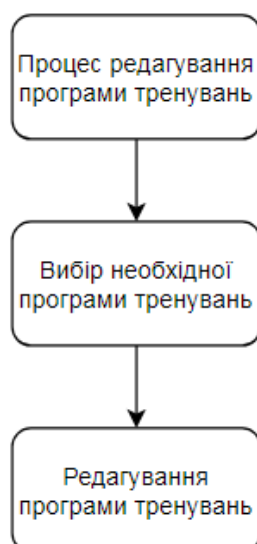 Процес редагування
програми тренувань
Вибір необхідної
програми тренувань
Редагування
програми тренувань